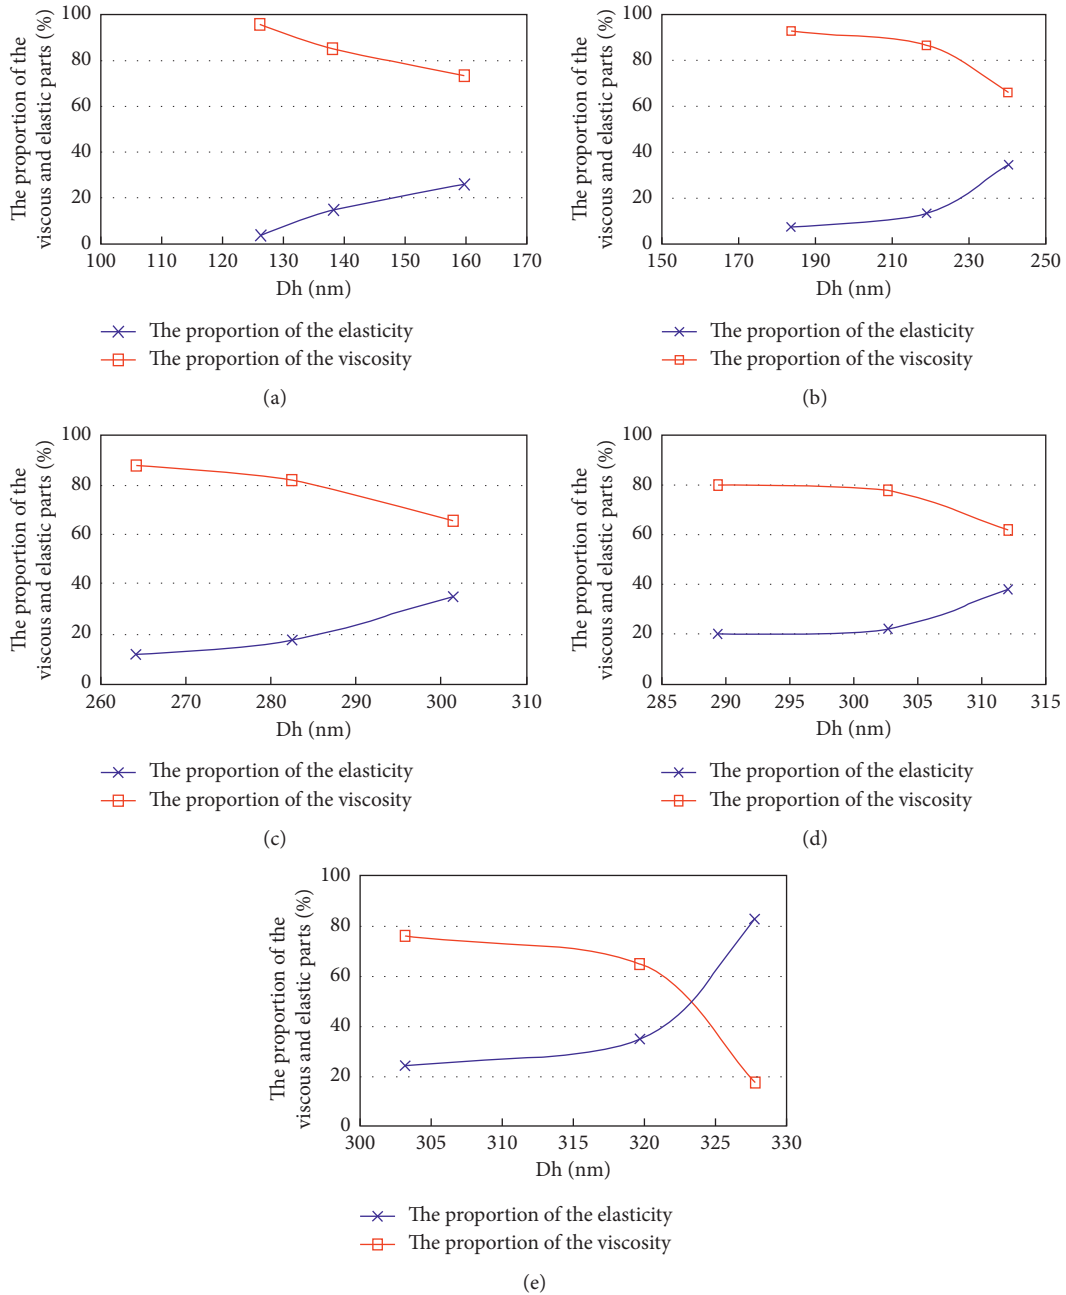 The proportion of the
viscous and elastic parts (%)
100
80
60
40
20
0
100 110 120 130 140 150 160 170
Dh (nm)
The proportion of the elasticity
The proportion of the viscosity
(a)
The proportion of the
viscous and elastic parts (%)
100
80
60
40
20
0
150 170 190 210 230 250
Dh (nm)
The proportion of the elasticity
The proportion of the viscosity
(b)
The proportion of the
viscous and elastic parts (%)
100
80
60
40
20
0
260 270 280 290 300 310
Dh (nm)
The proportion of the elasticity
The proportion of the viscosity
(c)
The proportion of the
viscous and elastic parts (%)
100
80
60
40
20
0
285 290 295 300 305 310 315
Dh (nm)
The proportion of the elasticity
The proportion of the viscosity
(d)
The proportion of the
viscous and elastic parts (%)
100
80
60
40
20
0
300 305 310 315 320 325 330
Dh (nm)
The proportion of the elasticity
The proportion of the viscosity
(e)